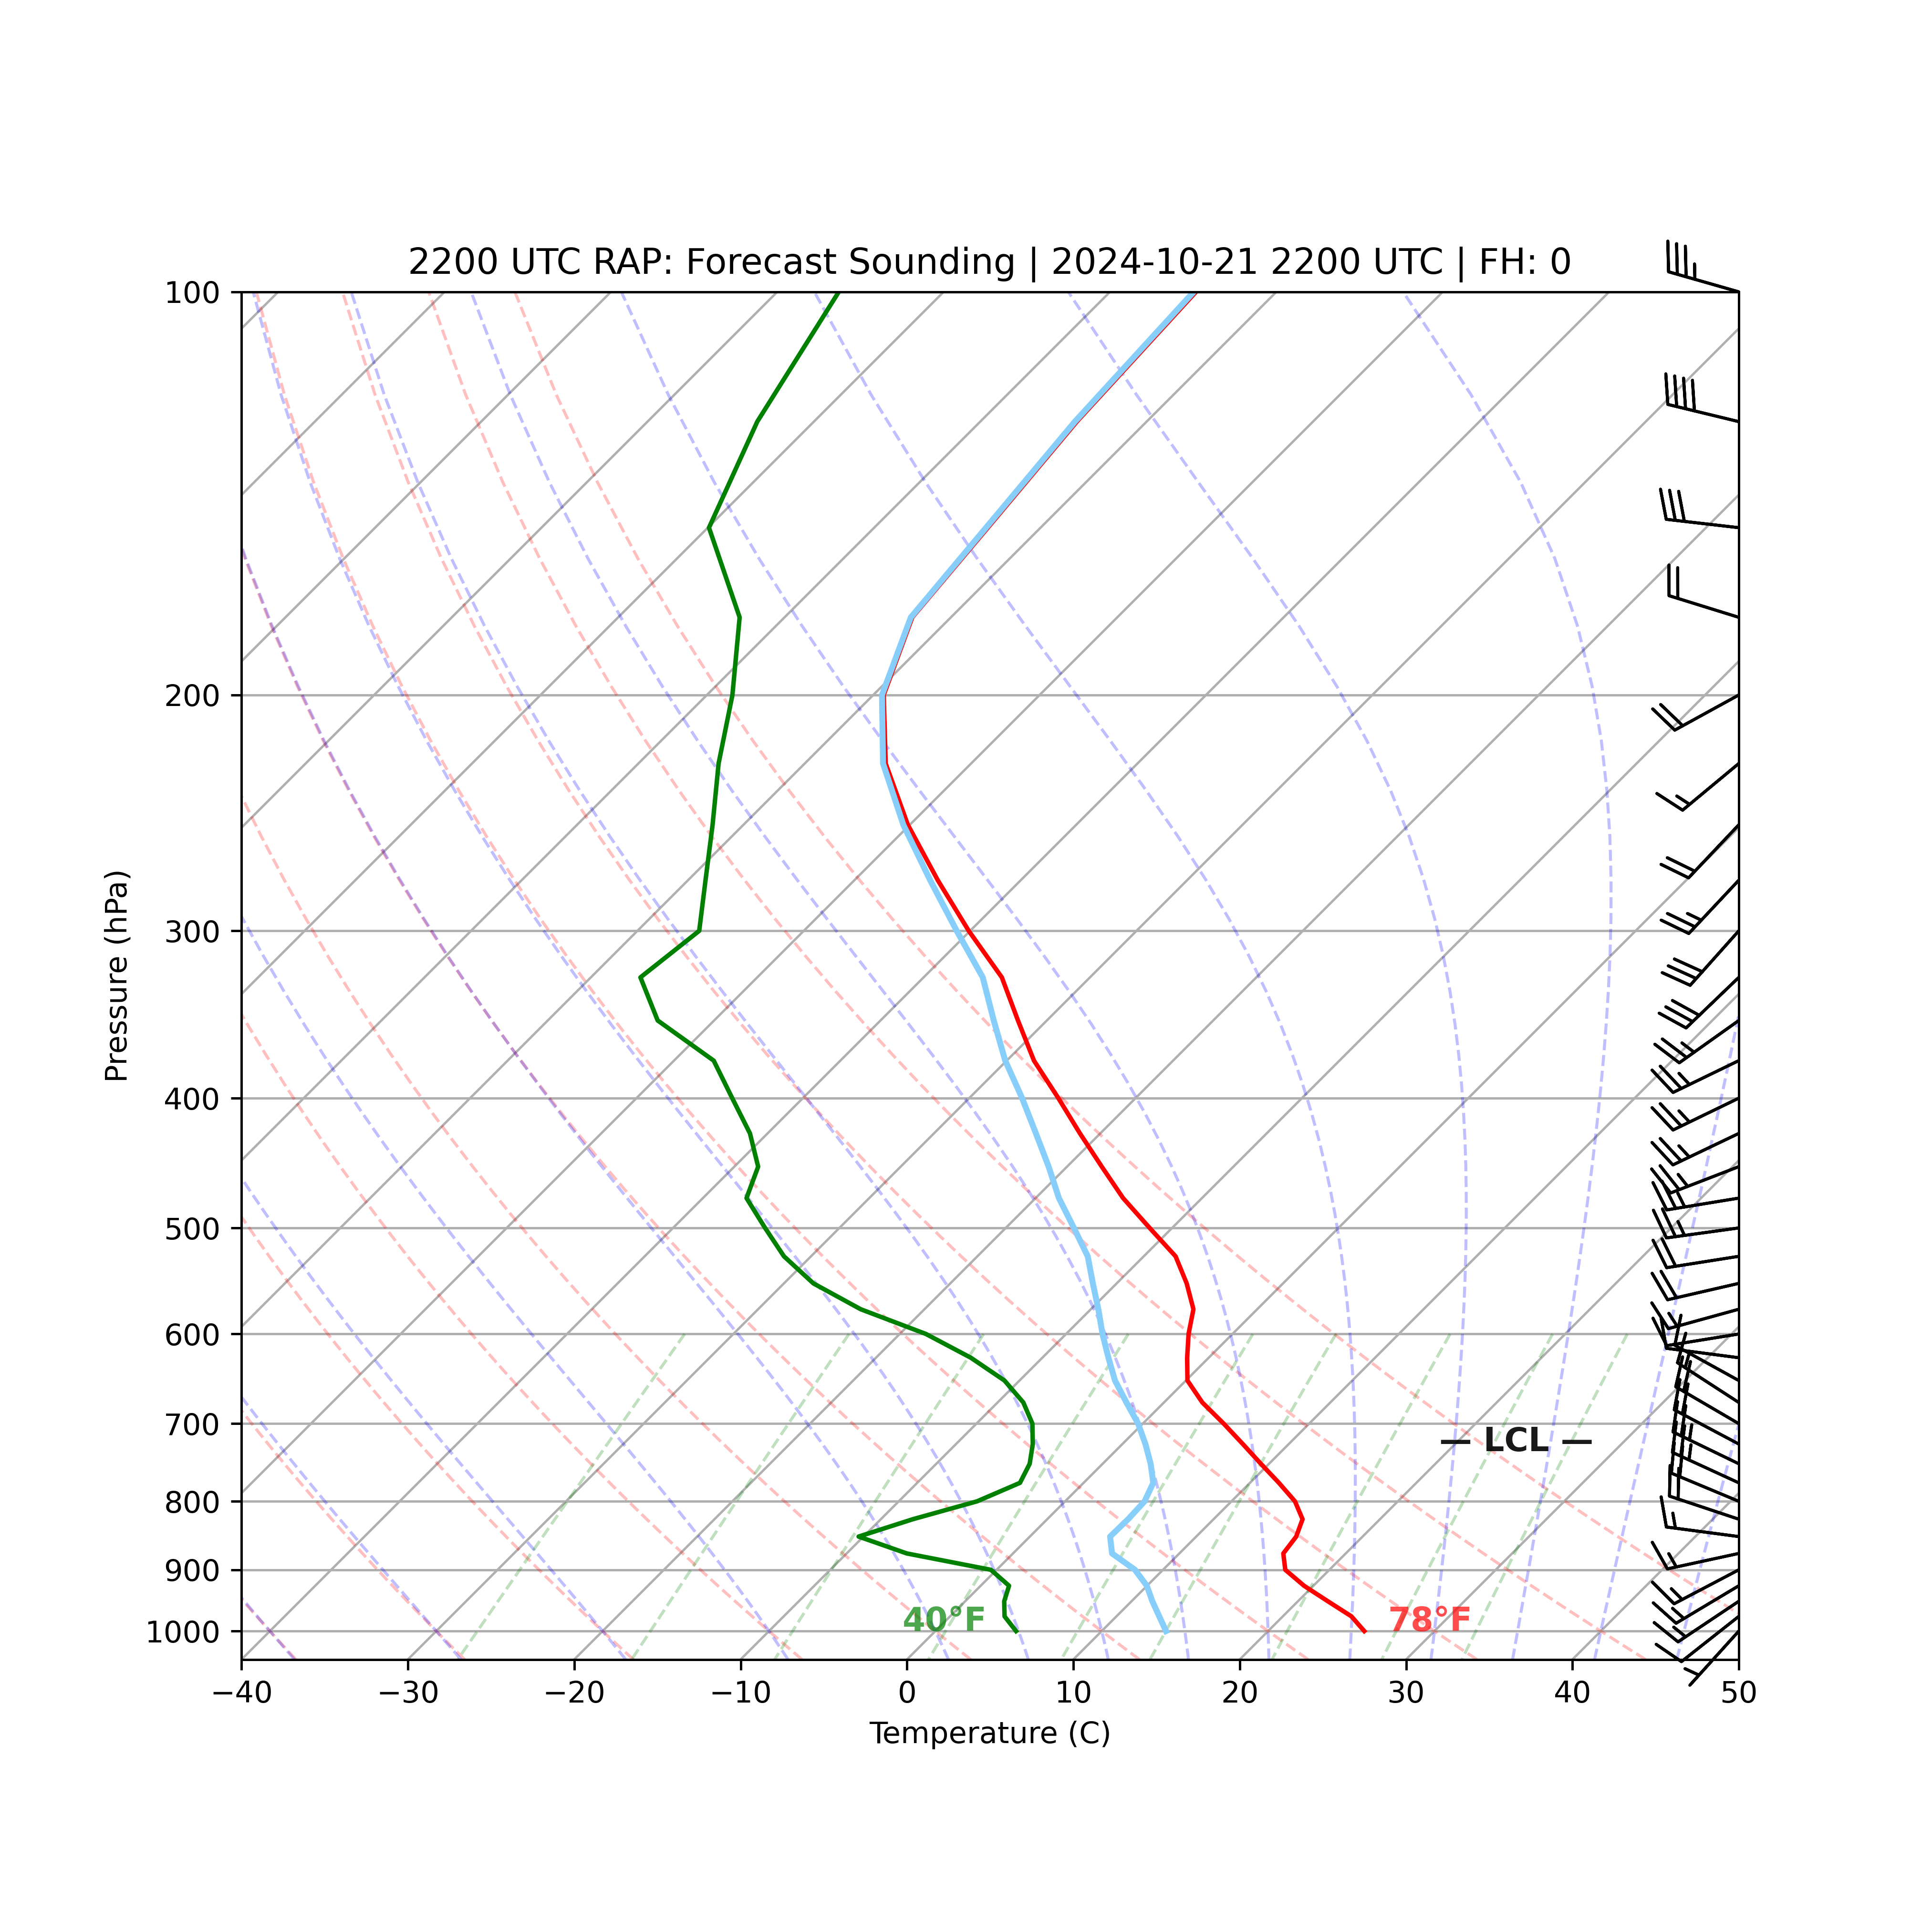 2200 UTC RAP: Forecast Sounding | 2024-10-21 2200 UTC | FH: 0
100
200
300
400
500
600
700
800
900
1000
Pressure (hPa)
— LCL —
40°F
78°F
−40 −30 −20 −10 0 10 20 30 40 50
Temperature (C)